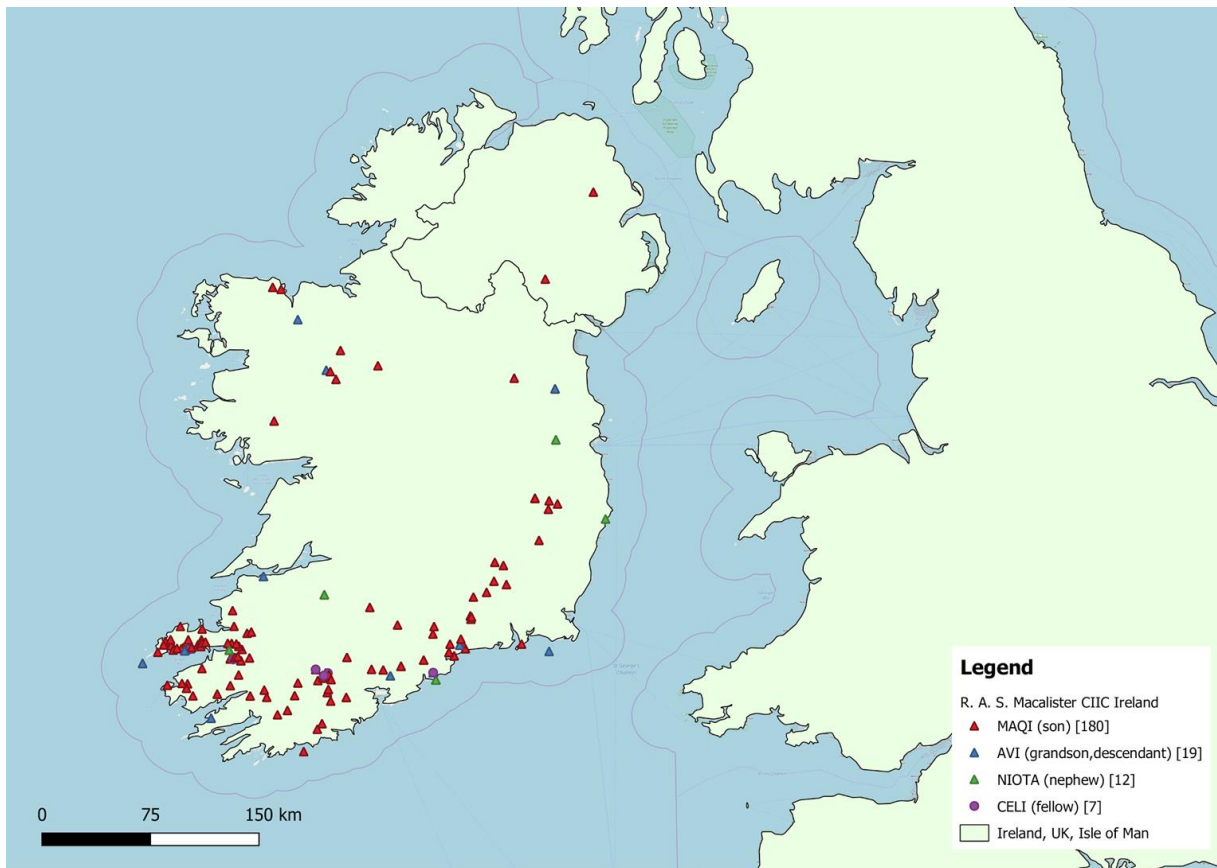 Legend
R. A. S. Macalister CIIC Ireland
MAQI (son) [180]
AVI (grandson,descendant) [19]
NIOTA (nephew) [12]
CELI (fellow) [7]
Ireland, UK, Isle of Man
0 75 150 km